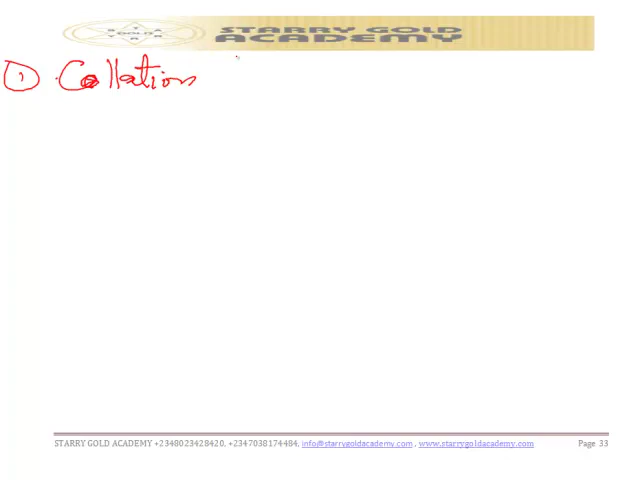 STARRY GOLD
ACADEMY
① Collation
STARRY GOLD ACADEMY +2348023428420, +2347038174484, info@starrygoldacademy.com , www.starrygoldacademy.com Page 33